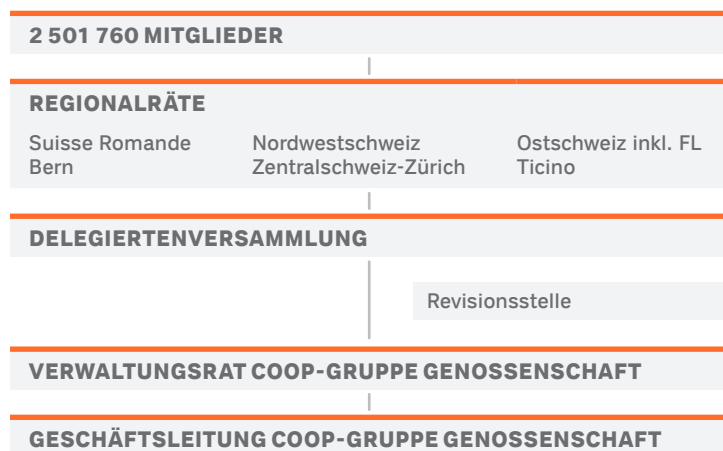 2 501 760 MITGLIEDER
REGIONALRÄTE
Suisse Romande Nordwestschweiz Ostschweiz inkl. FL
Bern Zentralschweiz-Zürich Ticino
DELEGIERTENVERSAMMLUNG
Revisionsstelle
VERWALTUNGSRAT COOP-GRUPPE GENOSSENSCHAFT
GESCHÄFTSLEITUNG COOP-GRUPPE GENOSSENSCHAFT